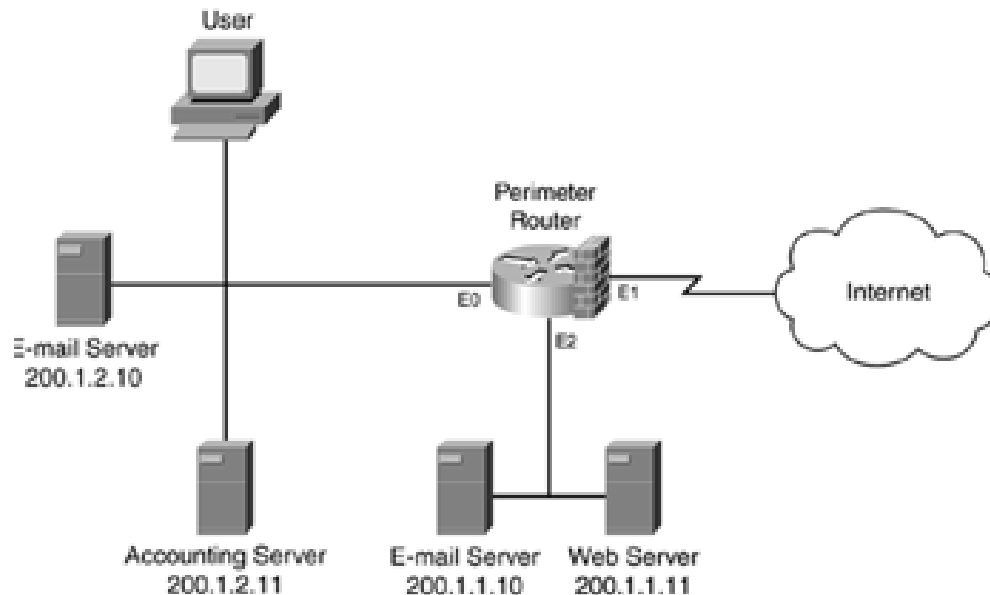 User
Perimeter
Router
E0
E1
E2
Internet
E-mail Server
200.1.2.10
Accounting Server
200.1.2.11
E-mail Server
200.1.1.10
Web Server
200.1.1.11